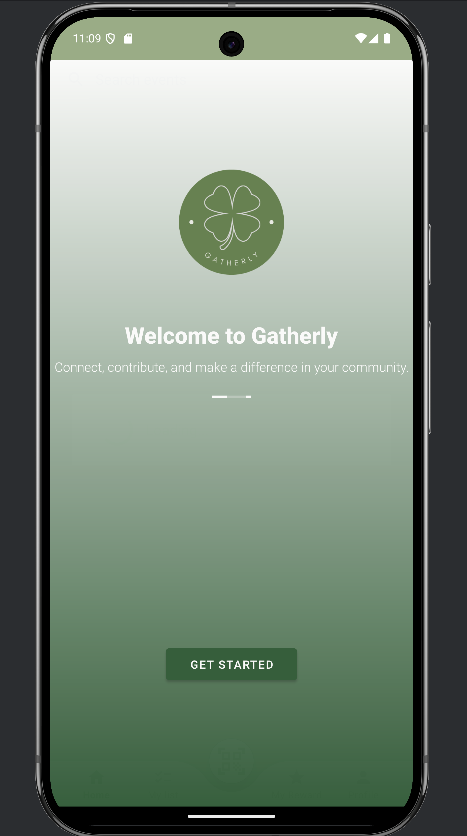 11:09
GATHERLY
Welcome to Gatherly
Connect, contribute, and make a difference in your community.
GET STARTED